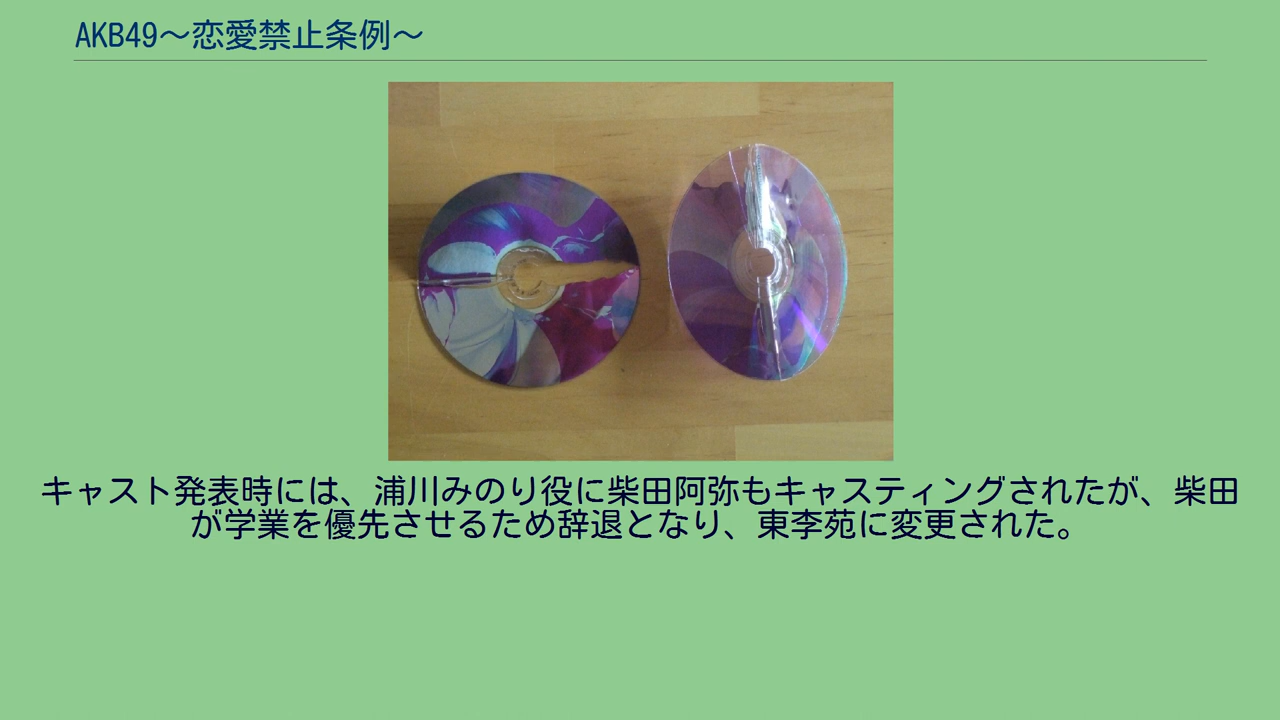 AKB49～恋愛禁止条例～
キャスト発表時には、浦川みのり役に柴田阿弥もキャスティングされたが、柴田
が学業を優先させるため辞退となり、東李苑に変更された。